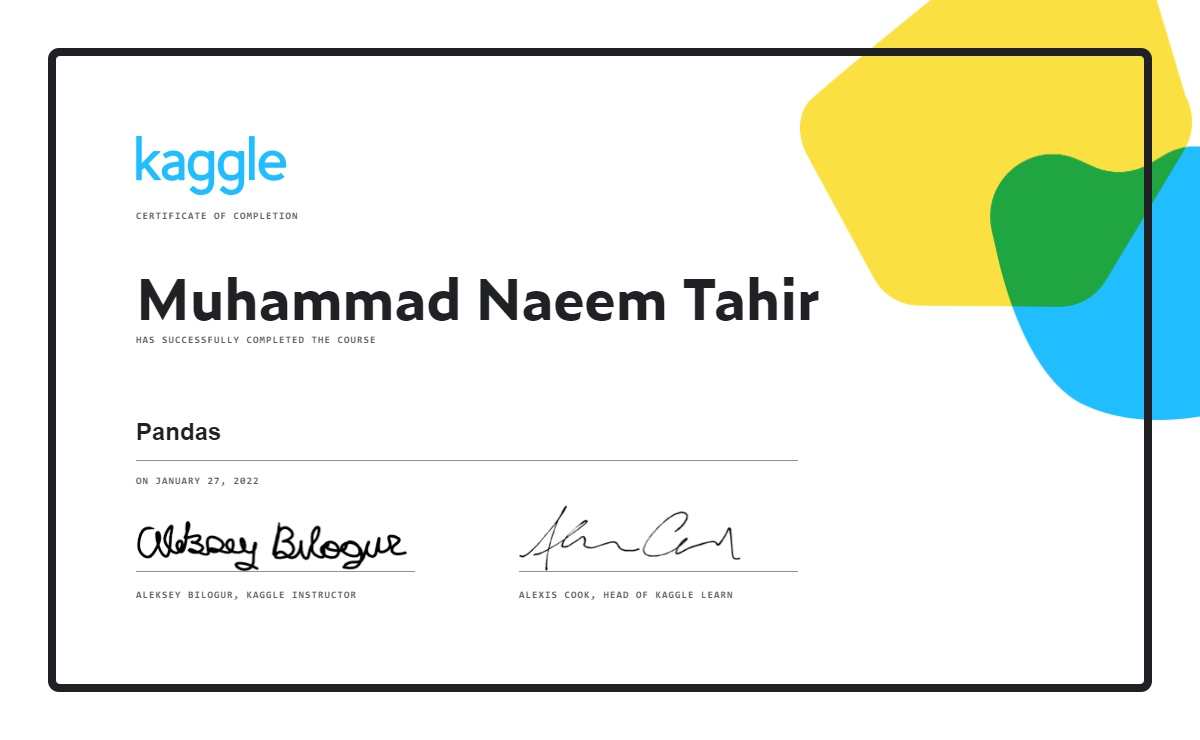 kaggle
CERTIFICATE OF COMPLETION
Muhammad Naeem Tahir
HAS SUCCESSFULLY COMPLETED THE COURSE
Pandas
ON JANUARY 27, 2022
Aleksey Bilogur
ALEKSEY BILOGUR, KAGGLE INSTRUCTOR
ALEXIS COOK, HEAD OF KAGGLE LEARN